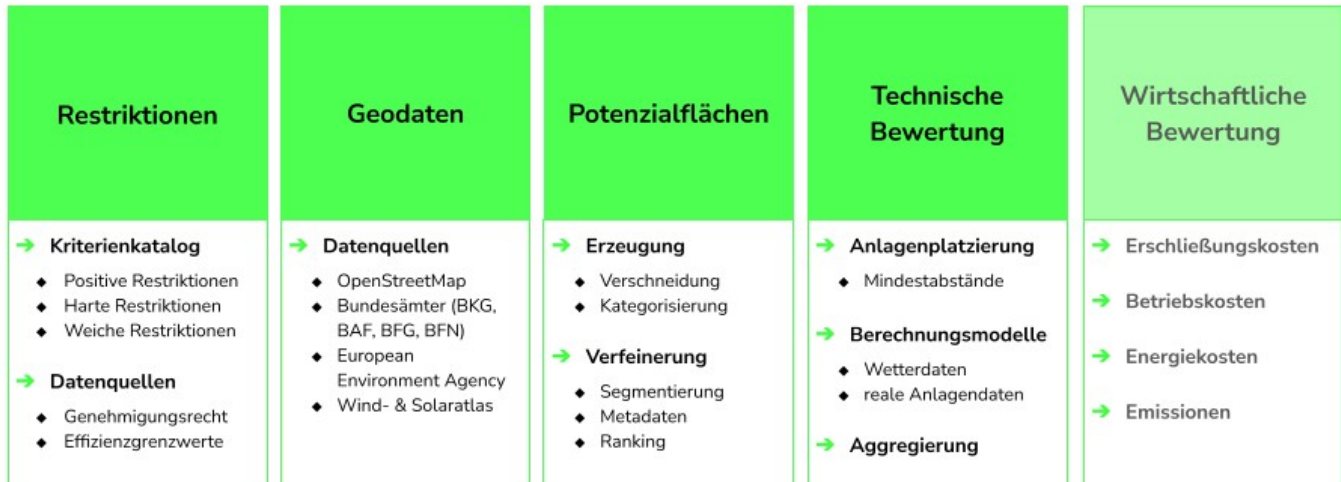 Restriktionen
Kriterienkatalog
Positive Restriktionen
Harte Restriktionen
Weiche Restriktionen
Datenquellen
Genehmigungsrecht
Effizienzgrenzwerte
Geodaten
Datenquellen
OpenStreetMap
Bundesämter (BKG,
BAF, BFG, BFN)
European
Environment Agency
Wind- & Solaratlas
Potenzialflächen
Erzeugung
Verschneidung
Kategorisierung
Verfeinerung
Segmentierung
Metadaten
Ranking
Technische
Bewertung
Anlagenplatzierung
Mindestabstände
Berechnungsmodelle
Wetterdaten
reale Anlagendaten
Aggregierung
Wirtschaftliche
Bewertung
Erschließungskosten
Betriebskosten
Energiekosten
Emissionen